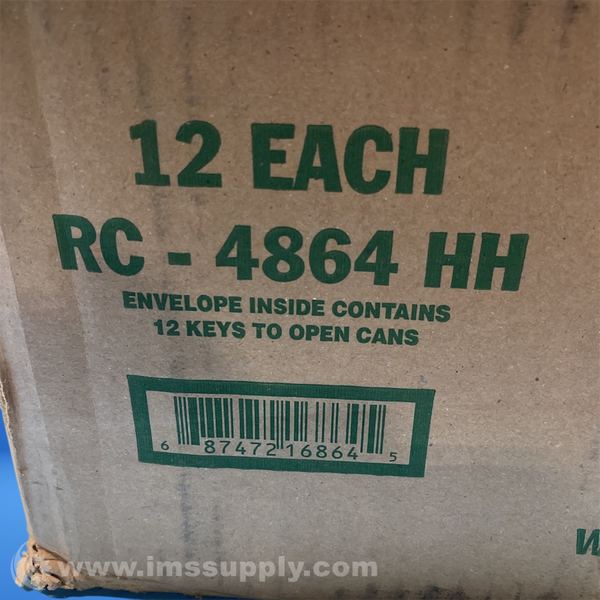 12 EACH
RC - 4864 HH
ENVELOPE INSIDE CONTAINS
12 KEYS TO OPEN CANS
6 87472 16864 5
www.imssupply.com